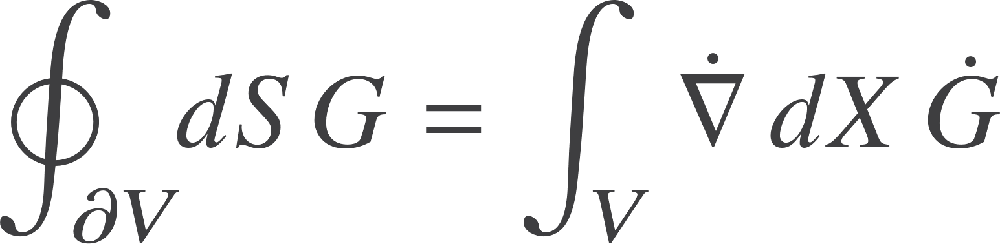 ∮_{∂V} dS G = ∫_V ∇̇ dX Ġ